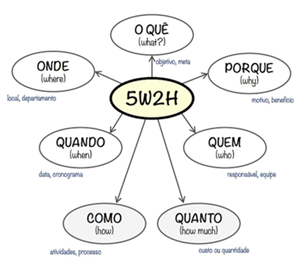 O QUÊ
(what?)
objetivo, meta
ONDE
(where)
local, departamento
PORQUE
(why)
motivo, benefício
5W2H
QUANDO
(when)
data, cronograma
QUEM
(who)
responsável, equipe
COMO
(how)
atividades, processo
QUANTO
(how much)
custo ou quantidade